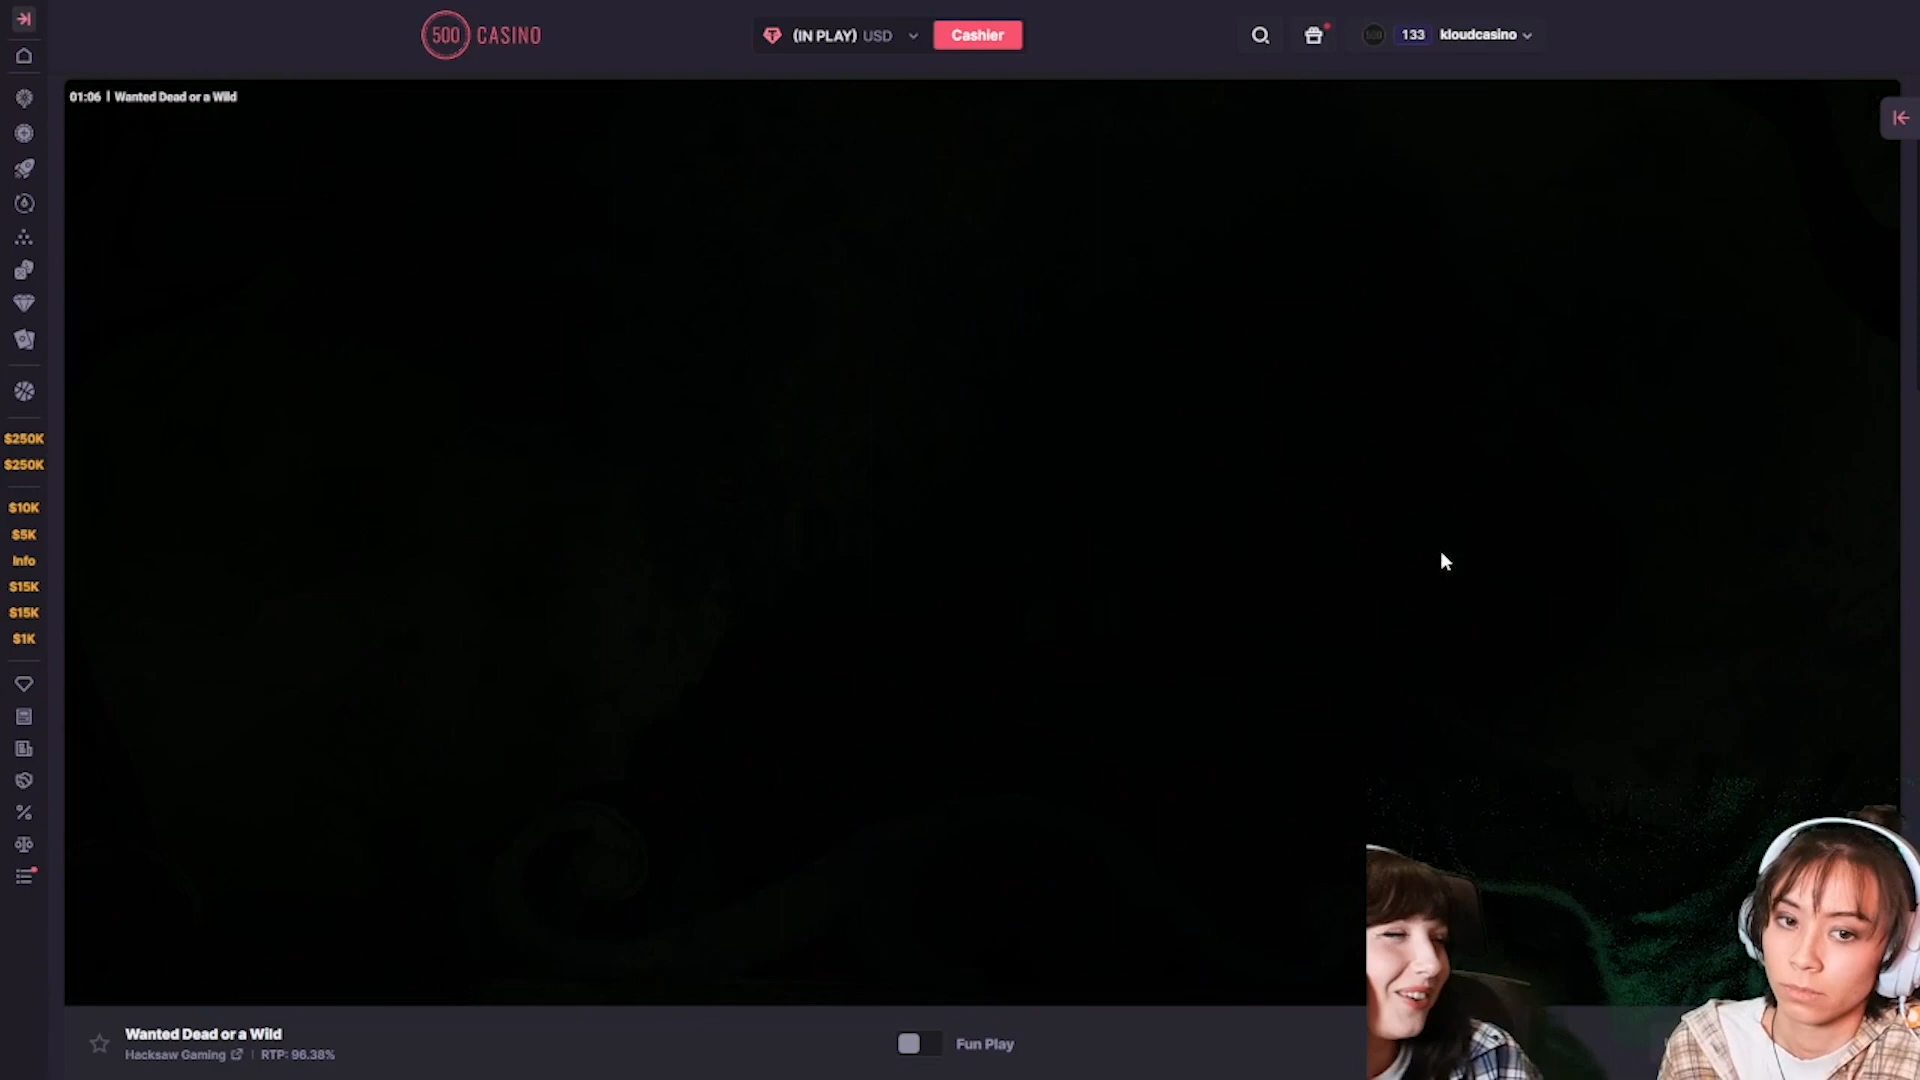 500 CASINO
(IN PLAY) USD
Cashier
133 kloudcasino
01:06 | Wanted Dead or a Wild
$250K
$250K
$10K
$5K
Info
$15K
$15K
$1K
Wanted Dead or a Wild
Hacksaw Gaming | RTP: 96.38%
Fun Play